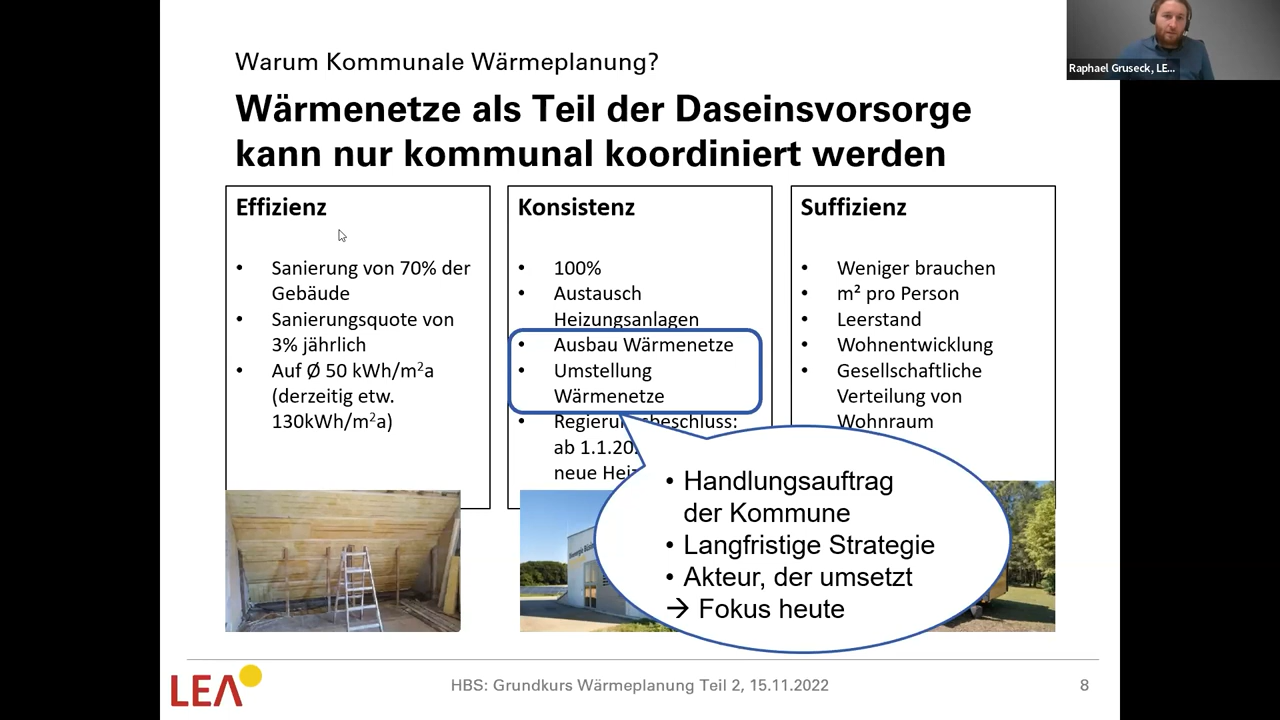 Raphael Gruseck, LE...
Warum Kommunale Wärmeplanung?
Wärmenetze als Teil der Daseinsvorsorge
kann nur kommunal koordiniert werden
Effizienz
• Sanierung von 70% der
Gebäude
• Sanierungsquote von
3% jährlich
• Auf Ø 50 kWh/m²a
(derzeitig etw.
130kWh/m²a)
Konsistenz
• 100%
• Austausch
Heizungsanlagen
• Ausbau Wärmenetze
• Umstellung
Wärmenetze
• Regierungsbeschluss:
ab 1.1.20
neue Hei
Suffizienz
• Weniger brauchen
• m² pro Person
• Leerstand
• Wohnentwicklung
• Gesellschaftliche
Verteilung von
Wohnraum
• Handlungsauftrag
der Kommune
• Langfristige Strategie
• Akteur, der umsetzt
→ Fokus heute
LEA
HBS: Grundkurs Wärmeplanung Teil 2, 15.11.2022
8